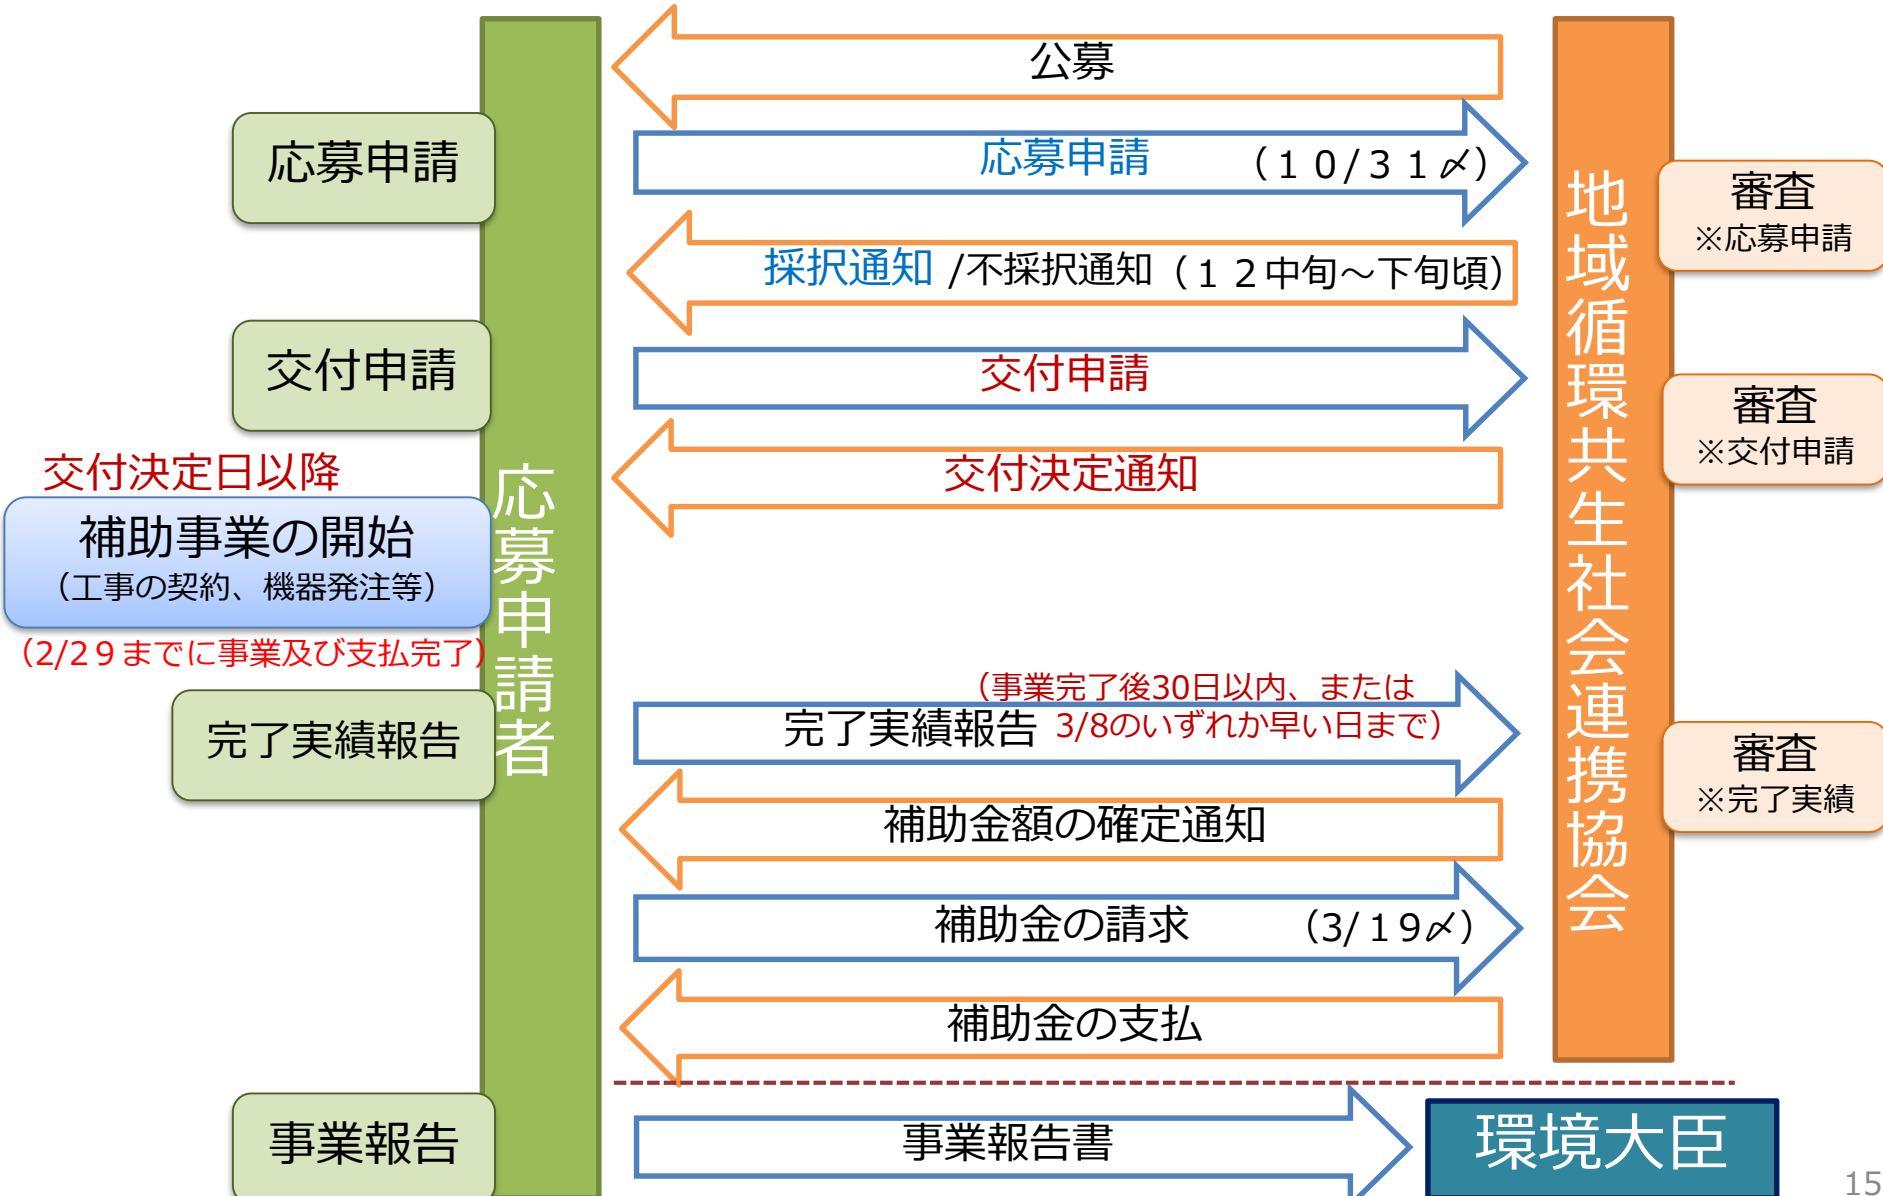 公募
応募申請
応募申請 （１０/３１〆）
審査
※応募申請
採択通知 /不採択通知（１２中旬～下旬頃）
交付申請
交付申請
審査
※交付申請
交付決定通知
交付決定日以降
補助事業の開始
（工事の契約、機器発注等）
（2/2９までに事業及び支払完了）
応募申請者
地域循環共生社会連携協会
完了実績報告
（事業完了後30日以内、または
完了実績報告 3/8のいずれか早い日まで）
審査
※完了実績
補助金額の確定通知
補助金の請求 （3/１９〆）
補助金の支払
事業報告
事業報告書
環境大臣
15